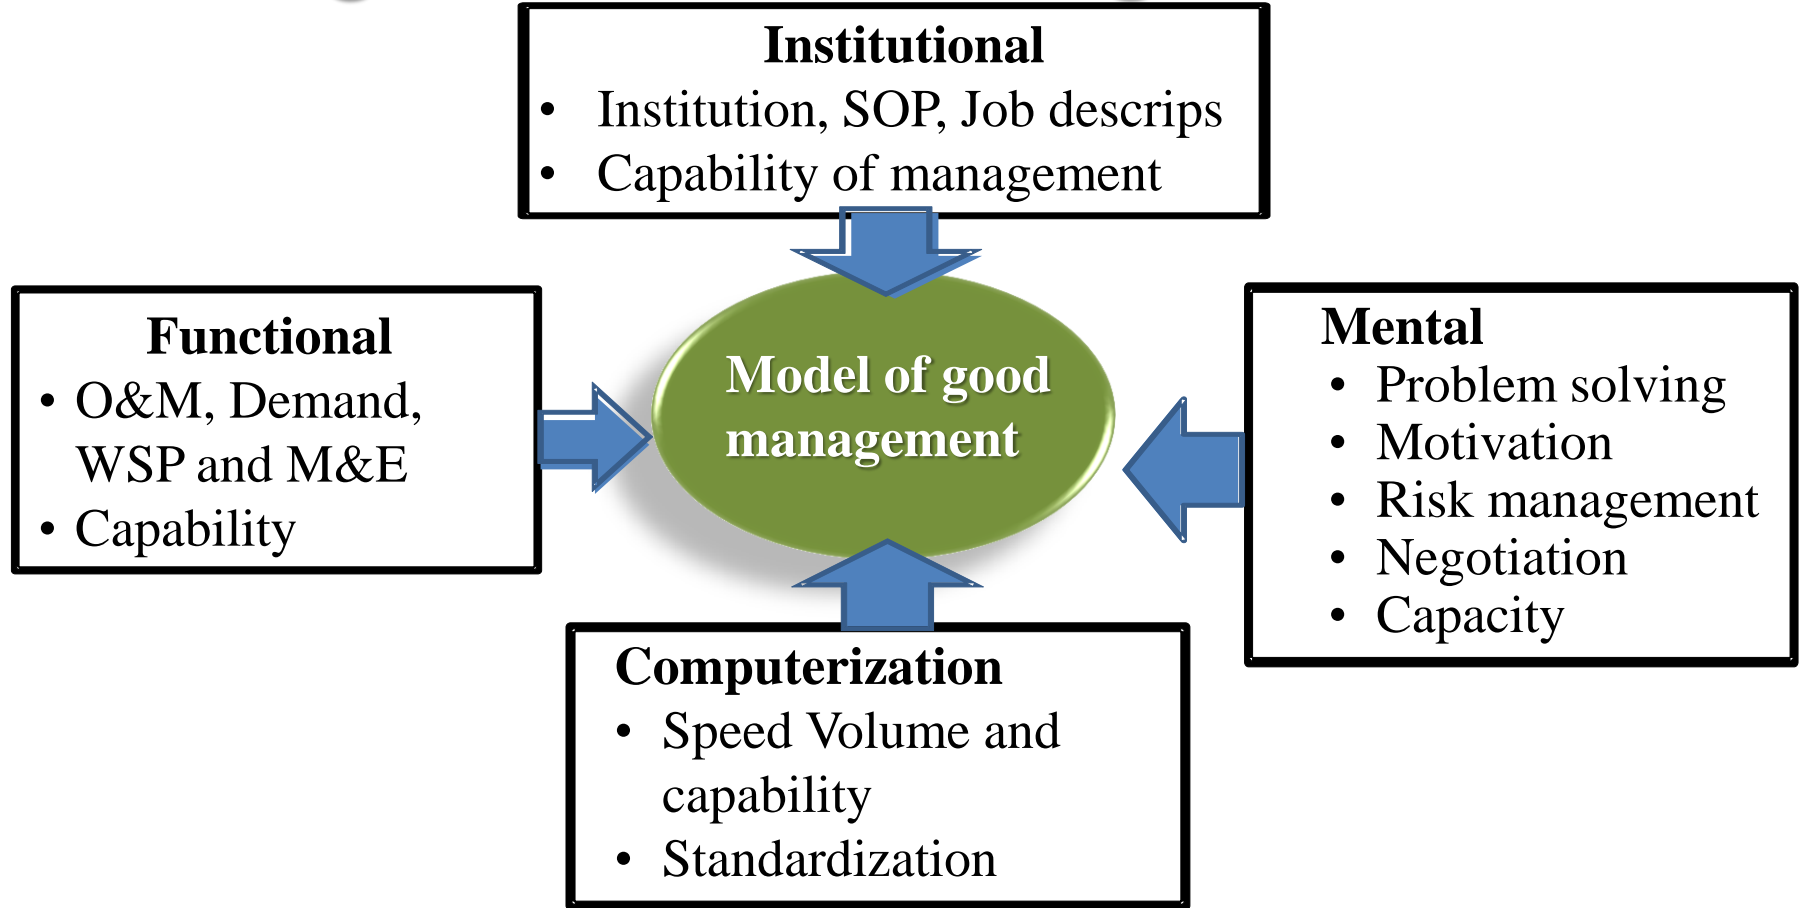 Institutional
• Institution, SOP, Job descrips
• Capability of management
Functional
• O&M, Demand,
WSP and M&E
• Capability
Model of good
management
Mental
• Problem solving
• Motivation
• Risk management
• Negotiation
• Capacity
Computerization
• Speed Volume and
capability
• Standardization